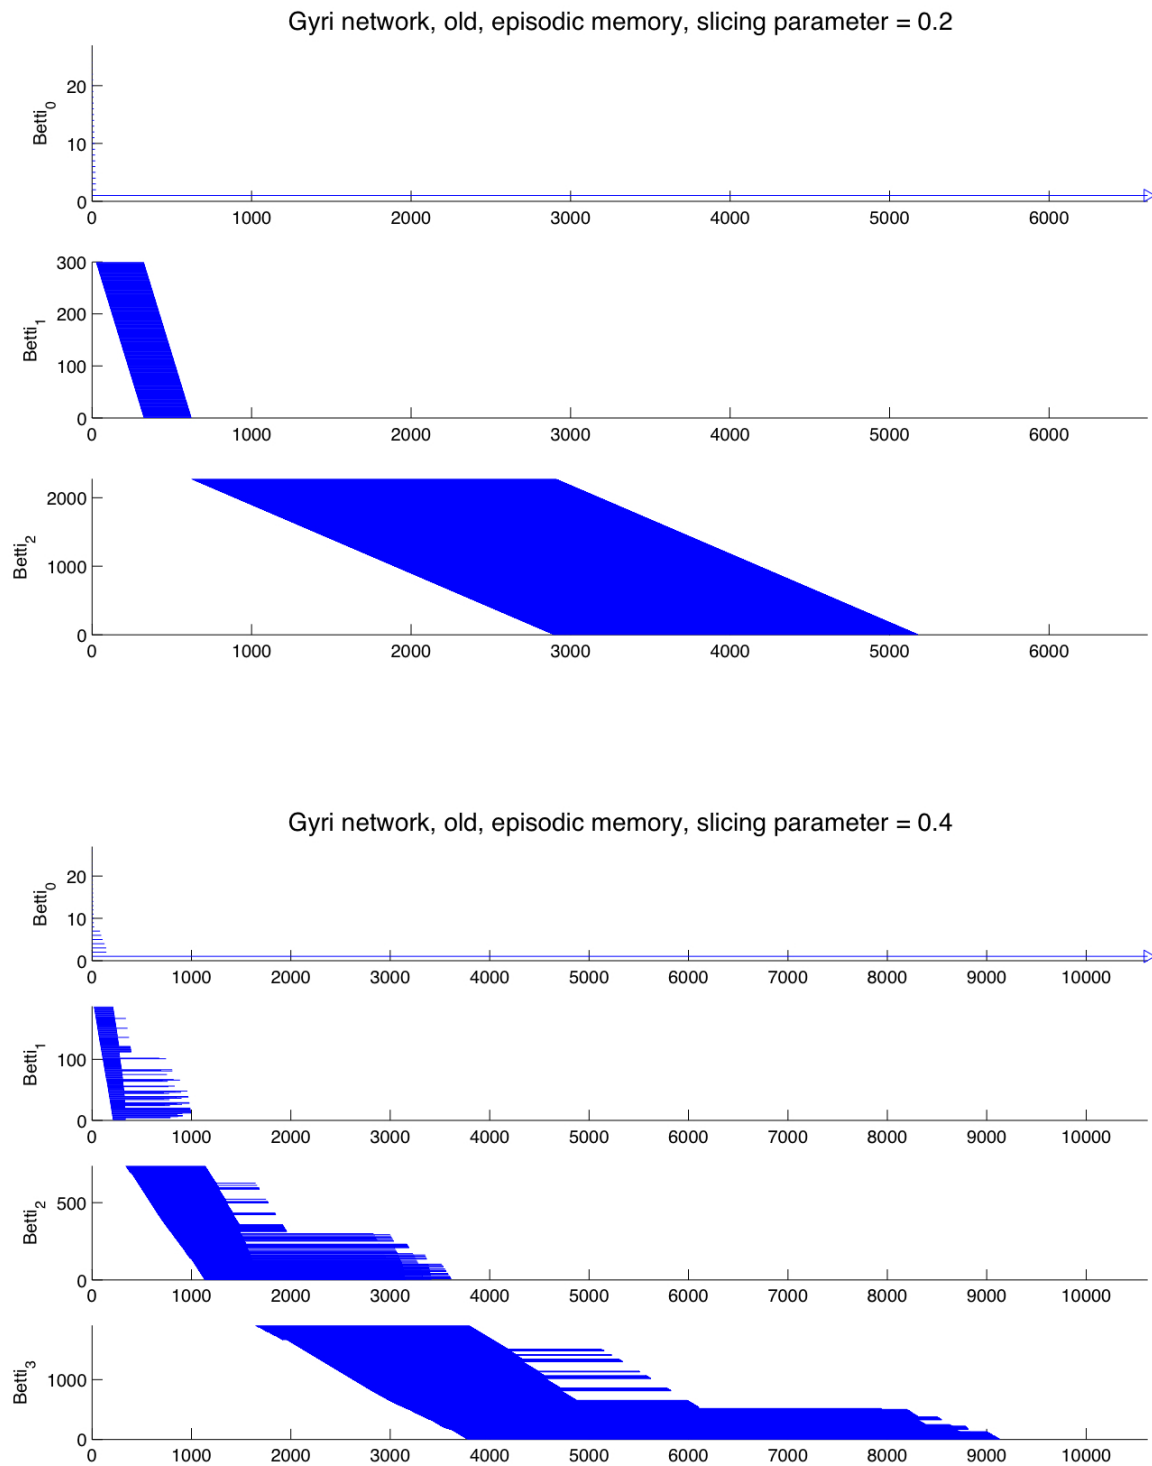 Gyri network, old, episodic memory, slicing parameter = 0.2
Betti0
20
10
0
0 1000 2000 3000 4000 5000 6000
Betti1
300
200
100
0
0 1000 2000 3000 4000 5000 6000
Betti2
2000
1000
0
0 1000 2000 3000 4000 5000 6000
Gyri network, old, episodic memory, slicing parameter = 0.4
Betti0
20
10
0
0 1000 2000 3000 4000 5000 6000 7000 8000 9000 10000
Betti1
100
0
0 1000 2000 3000 4000 5000 6000 7000 8000 9000 10000
Betti2
500
0
0 1000 2000 3000 4000 5000 6000 7000 8000 9000 10000
Betti3
1000
0
0 1000 2000 3000 4000 5000 6000 7000 8000 9000 10000